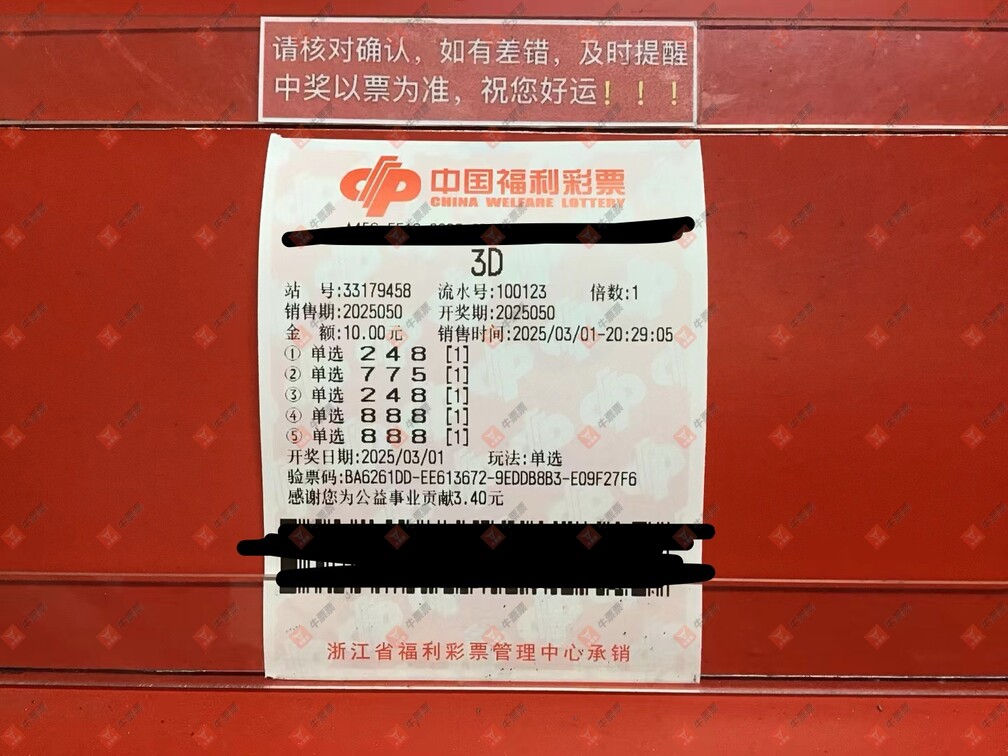 请核对确认，如有差错，及时提醒
中奖以票为准，祝您好运！！！
中国福利彩票
CHINA WELFARE LOTTERY
3D
站 号:33179458 流水号:100123 倍数:1
销售期:2025050 开奖期:2025050
金 额:10.00元 销售时间:2025/03/01-20:29:05
① 单选 2 4 8 [1]
② 单选 7 7 5 [1]
③ 单选 2 4 8 [1]
④ 单选 8 8 8 [1]
⑤ 单选 8 8 8 [1]
开奖日期:2025/03/01 玩法:单选
验票码:BA6261DD-EE613672-9EDDB8B3-E09F27F6
感谢您为公益事业贡献3.40元
浙江省福利彩票管理中心承销